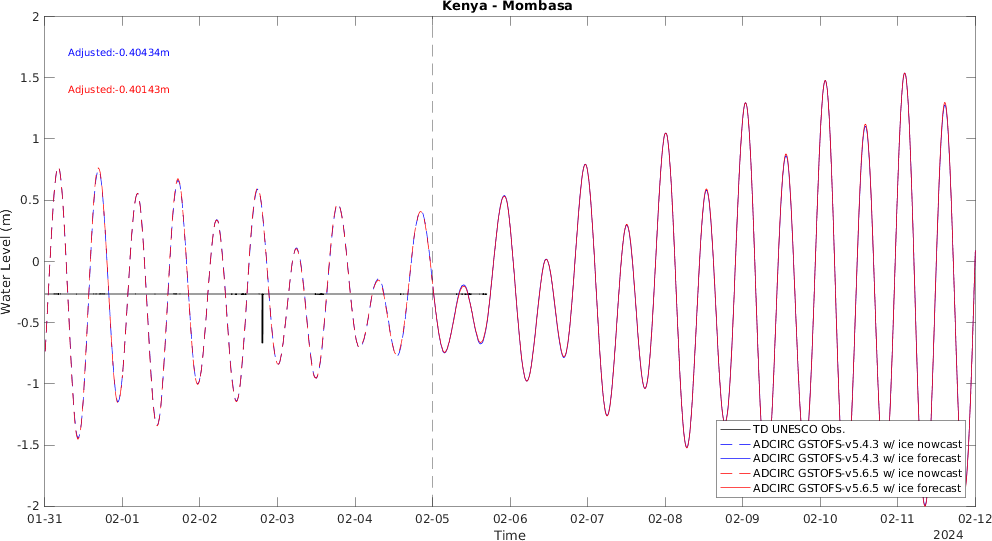 Kenya - Mombasa
Adjusted:-0.40434m
Adjusted:-0.40143m
Water Level (m)
2
1.5
1
0.5
0
-0.5
-1
-1.5
-2
TD UNESCO Obs.
ADCIRC GSTOFS-v5.4.3 w/ ice nowcast
ADCIRC GSTOFS-v5.4.3 w/ ice forecast
ADCIRC GSTOFS-v5.6.5 w/ ice nowcast
ADCIRC GSTOFS-v5.6.5 w/ ice forecast
01-31 02-01 02-02 02-03 02-04 02-05 02-06 02-07 02-08 02-09 02-10 02-11 02-12
Time
2024